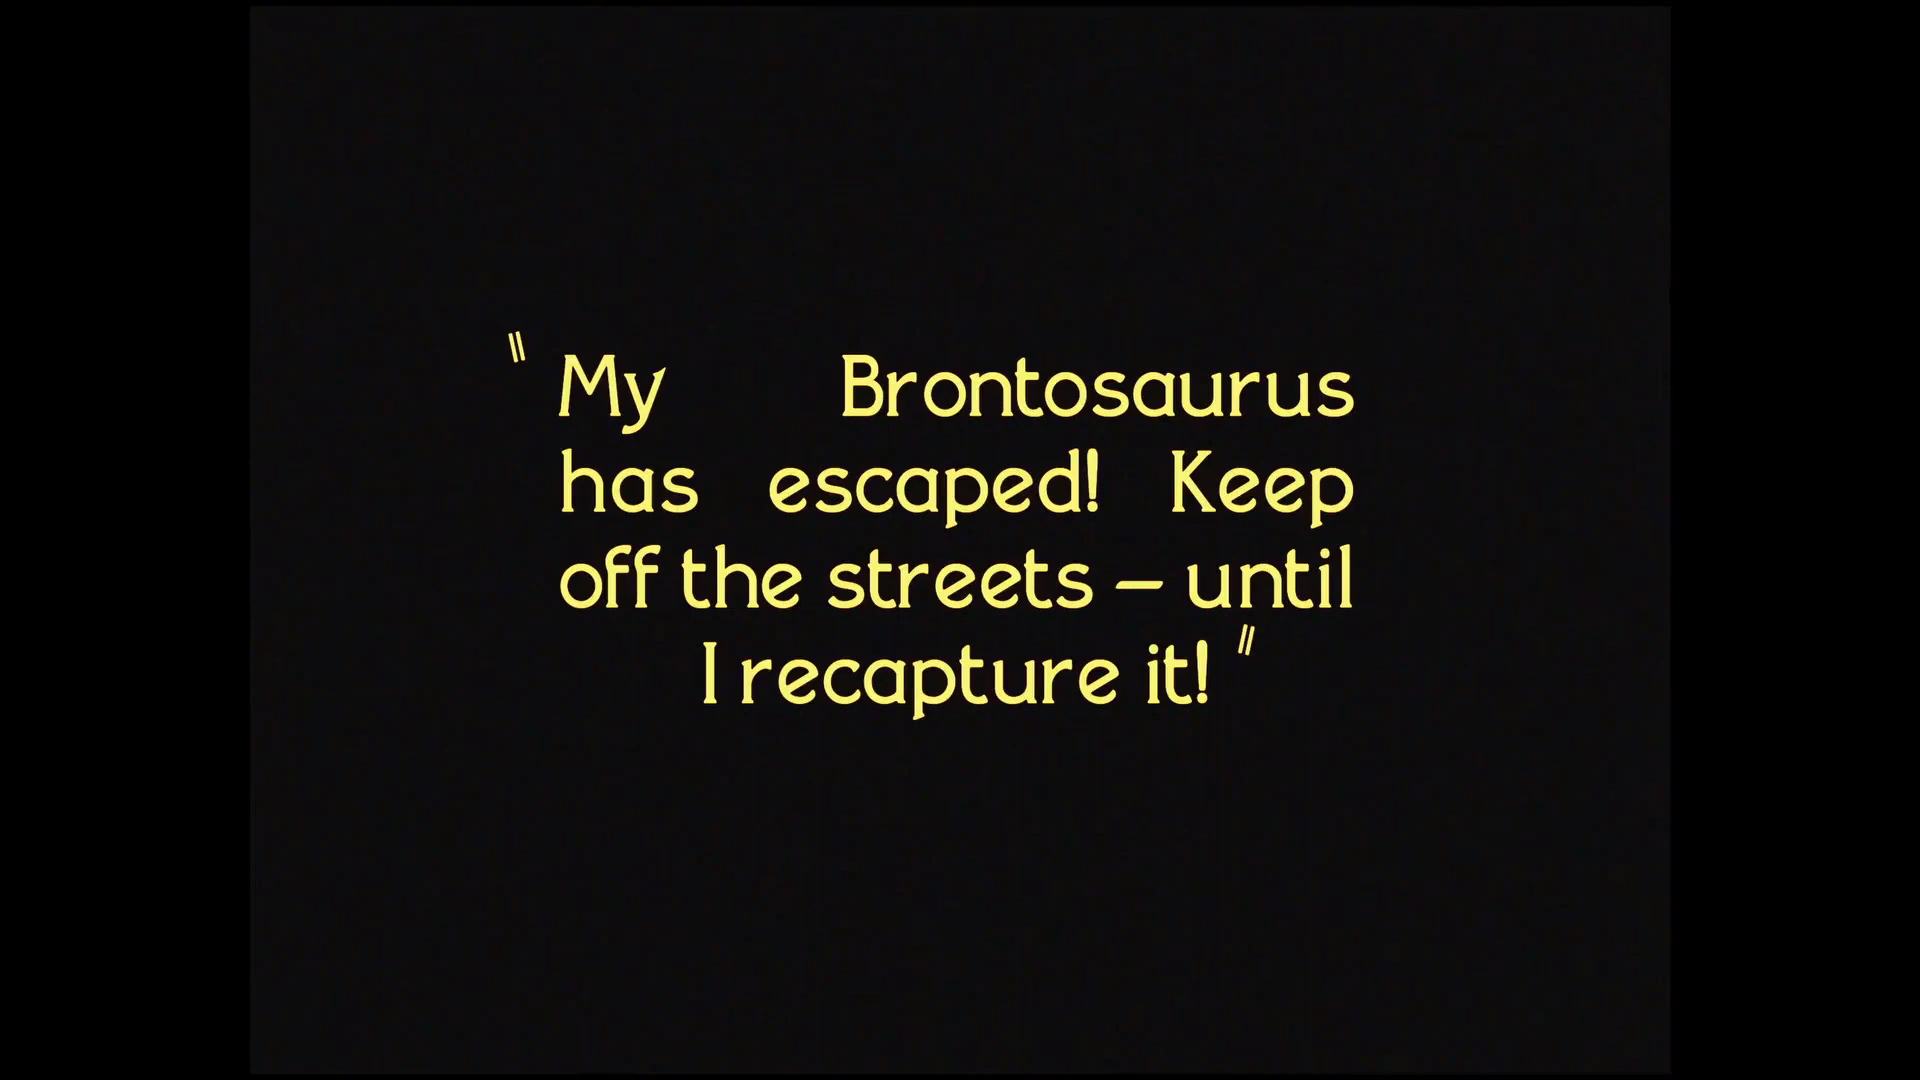 "My Brontosaurus
has escaped! Keep
off the streets – until
I recapture it!"